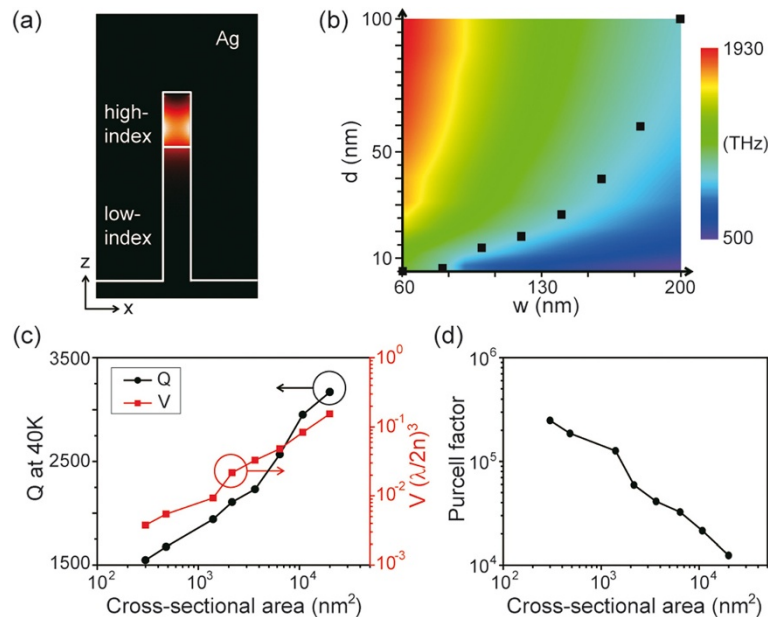 (a)
Ag
high-
index
low-
index
z
x
(b)
100
50
10
d (nm)
60
130
200
w (nm)
1930
(THz)
500
(c)
3500
2500
1500
Q at 40K
Q
V
10^0
10^-1
10^-2
10^-3
V (λ/2n)^3
10^2
10^3
10^4
Cross-sectional area (nm^2)
(d)
10^6
10^5
10^4
Purcell factor
10^2
10^3
10^4
Cross-sectional area (nm^2)